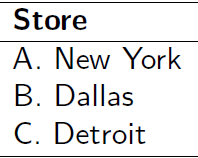 Store
A. New York
B. Dallas
C. Detroit